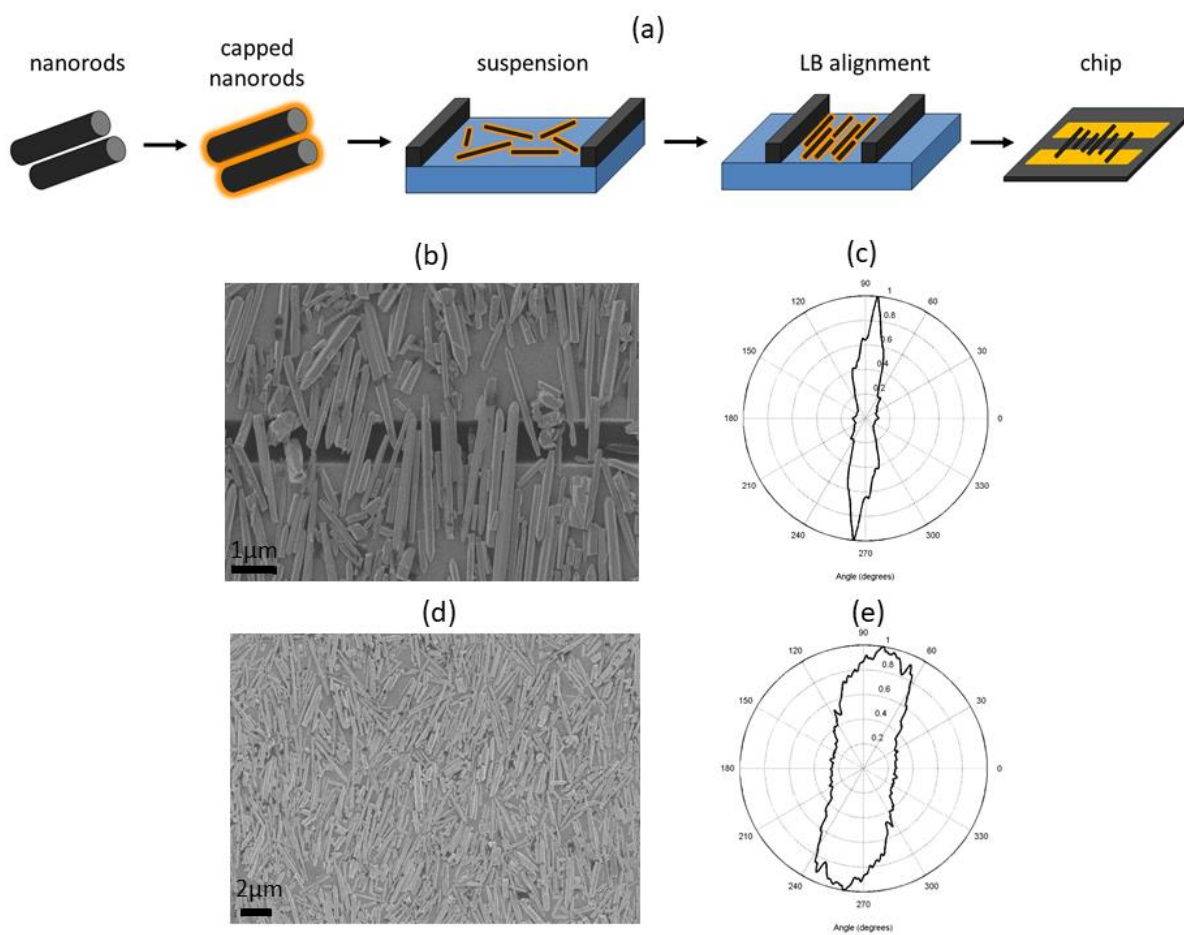 (a)
nanorods
capped
nanorods
suspension
LB alignment
chip
(b)
1µm
(c)
90
1
120
60
0.8
0.6
150
30
0.4
0.2
180
0
210
330
240
300
270
Angle (degrees)
(d)
2µm
(e)
90
1
120
60
0.8
0.6
150
30
0.4
0.2
180
0
210
330
240
300
270
Angle (degrees)